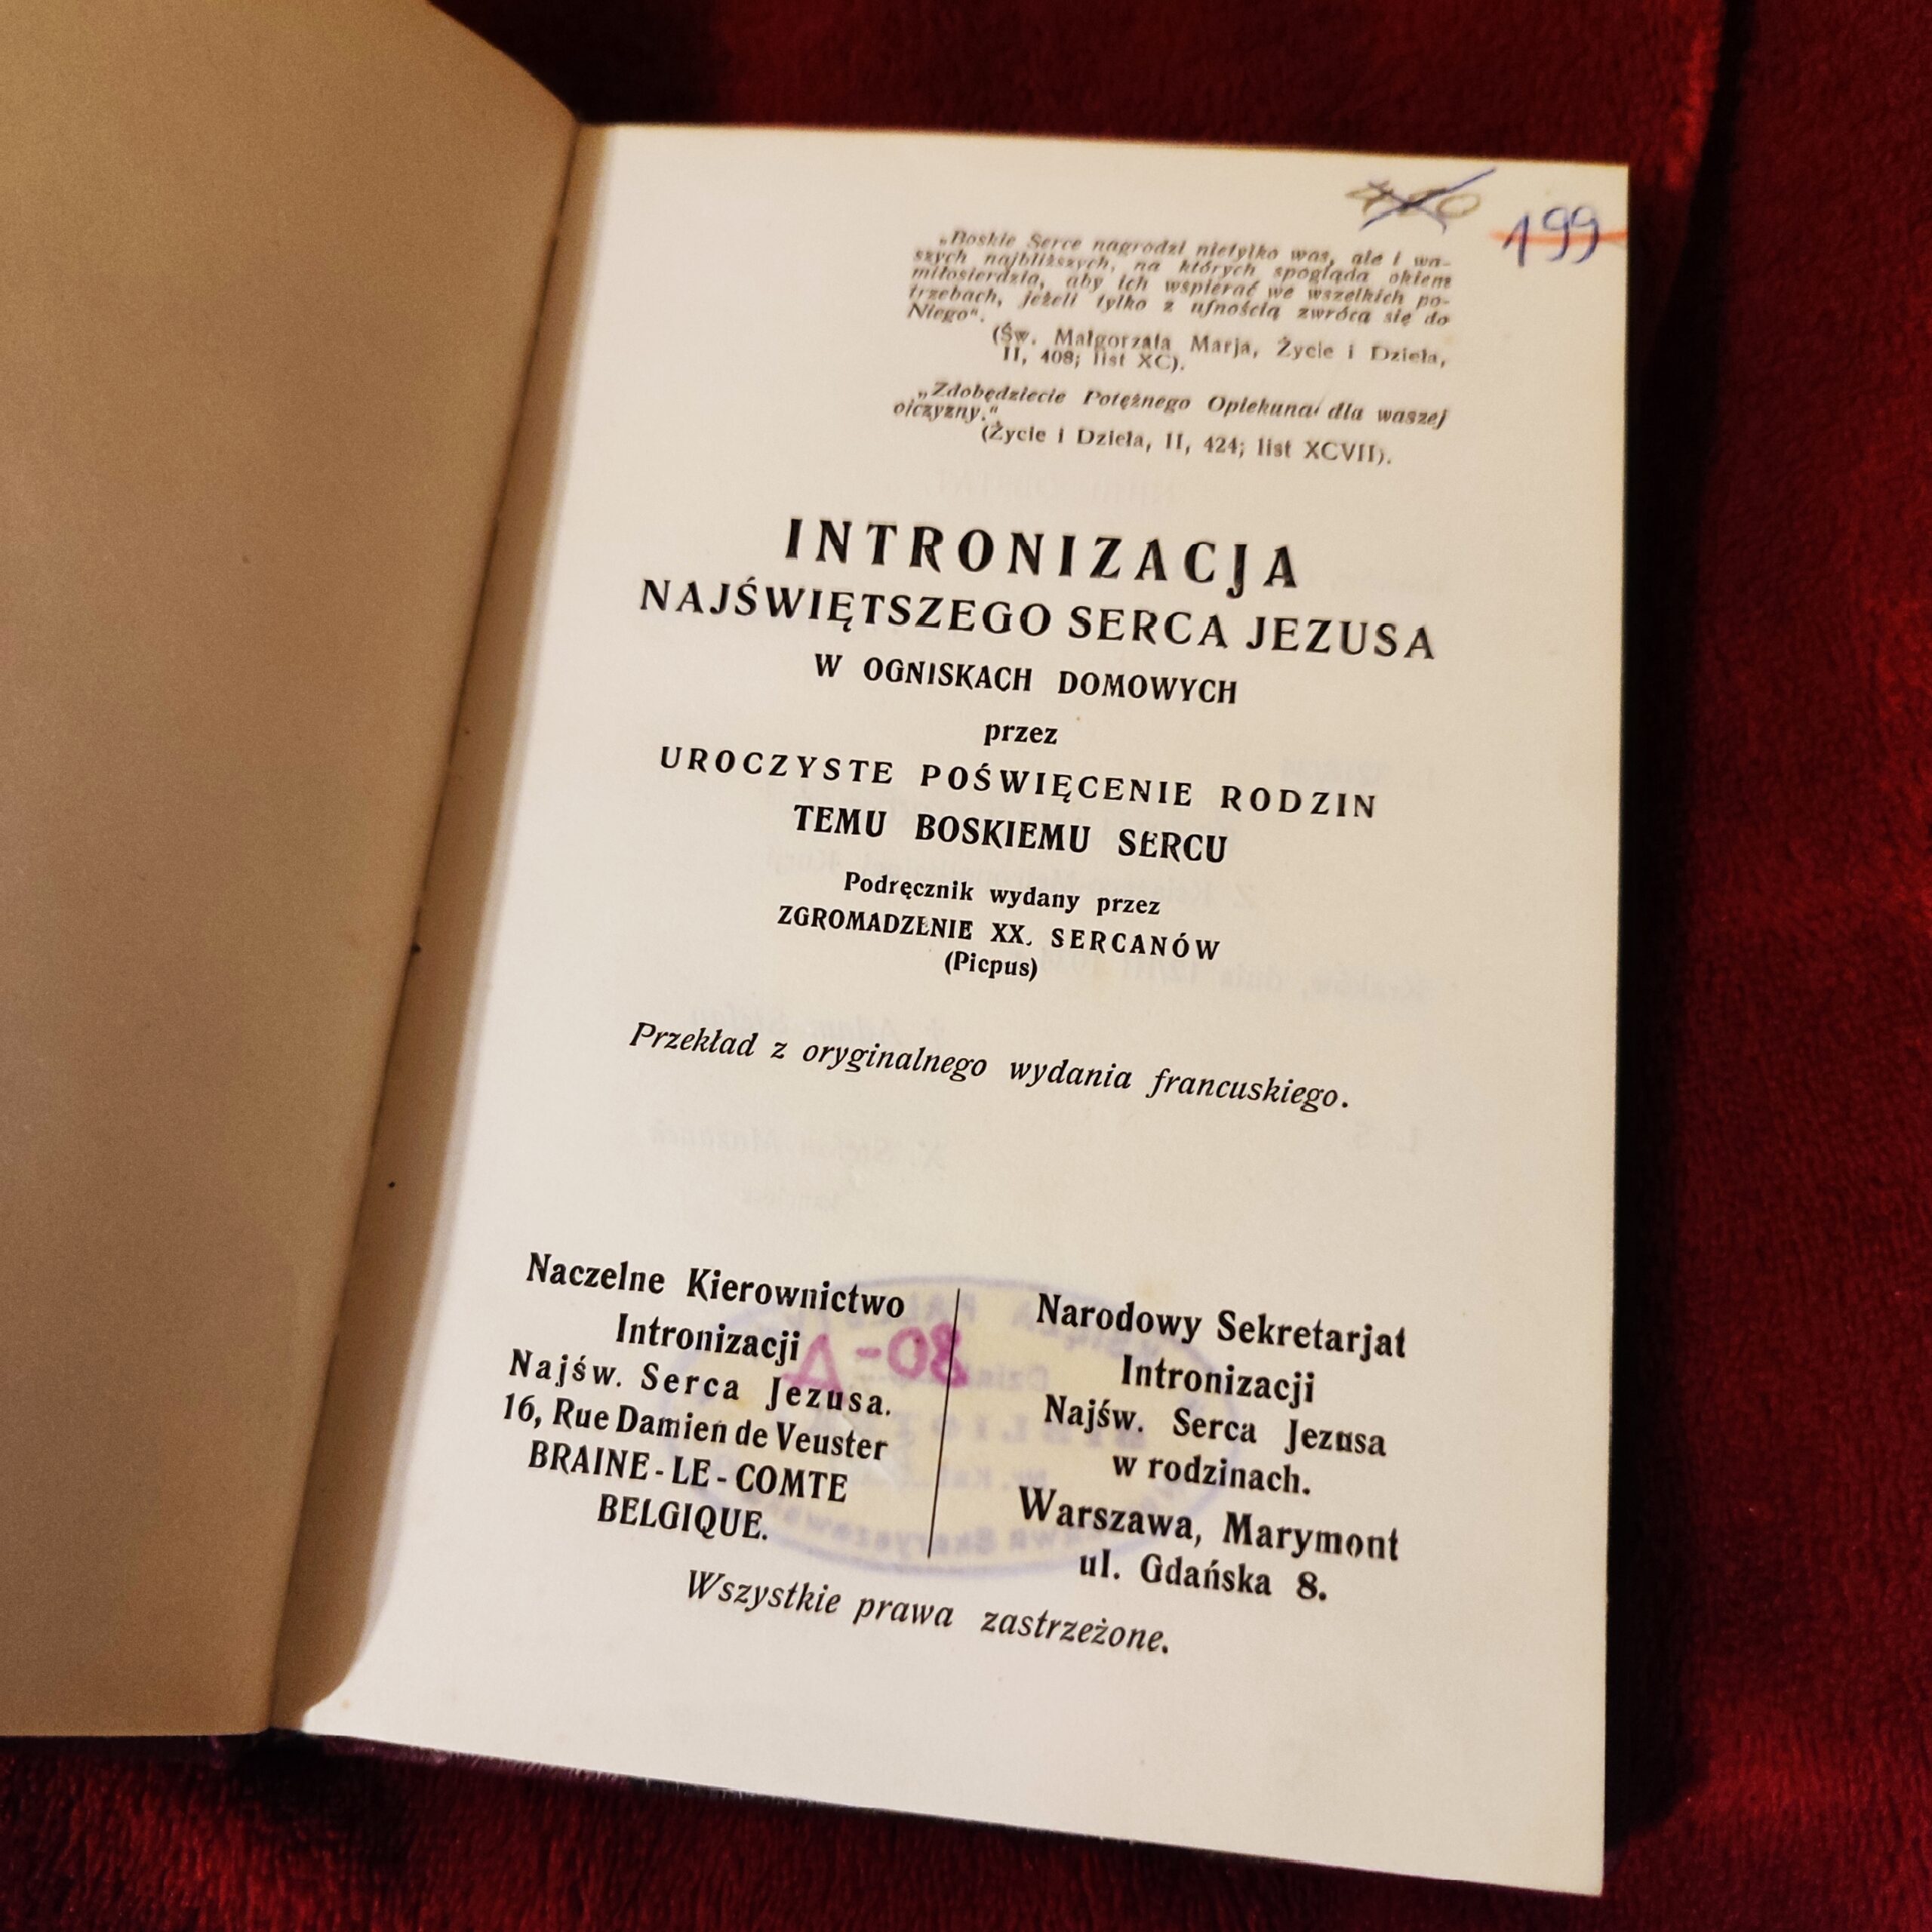 199
„Boskie Serce nagrodzi nietylko was, ale i wa-
szych najbliższych, na których spogląda okiem
miłosierdzia, aby ich wspierać we wszelkich po-
trzebach, jeżeli tylko z ufnością zwrócą się do
Niego“.
(Św. Małgorzata Marja, Życie i Dzieła,
II, 408; list XC).
„Zdobędziecie Potężnego Opiekuna dla waszej
ojczyzny.“
(Życie i Dzieła, II, 424; list XCVII).
INTRONIZACJA
NAJŚWIĘTSZEGO SERCA JEZUSA
W OGNISKACH DOMOWYCH
przez
UROCZYSTE POŚWIĘCENIE RODZIN
TEMU BOSKIEMU SERCU
Podręcznik wydany przez
ZGROMADZENIE XX. SERCANÓW
(Picpus)
Przekład z oryginalnego wydania francuskiego.
Naczelne Kierownictwo
Intronizacji
Najśw. Serca Jezusa.
16, Rue Damien de Veuster
BRAINE-LE-COMTE
BELGIQUE.
Narodowy Sekretarjat
Intronizacji
Najśw. Serca Jezusa
w rodzinach.
Warszawa, Marymont
ul. Gdańska 8.
Wszystkie prawa zastrzeżone.